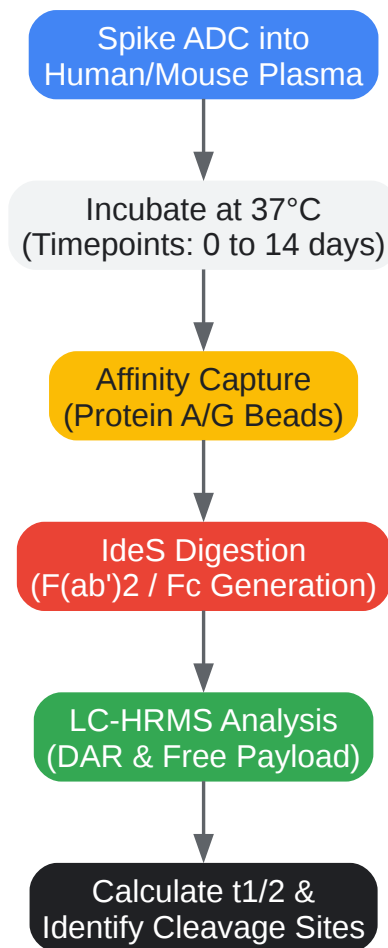 Spike ADC into
Human/Mouse Plasma
Incubate at 37°C
(Timepoints: 0 to 14 days)
Affinity Capture
(Protein A/G Beads)
IdeS Digestion
(F(ab')2 / Fc Generation)
LC-HRMS Analysis
(DAR & Free Payload)
Calculate t1/2 &
Identify Cleavage Sites